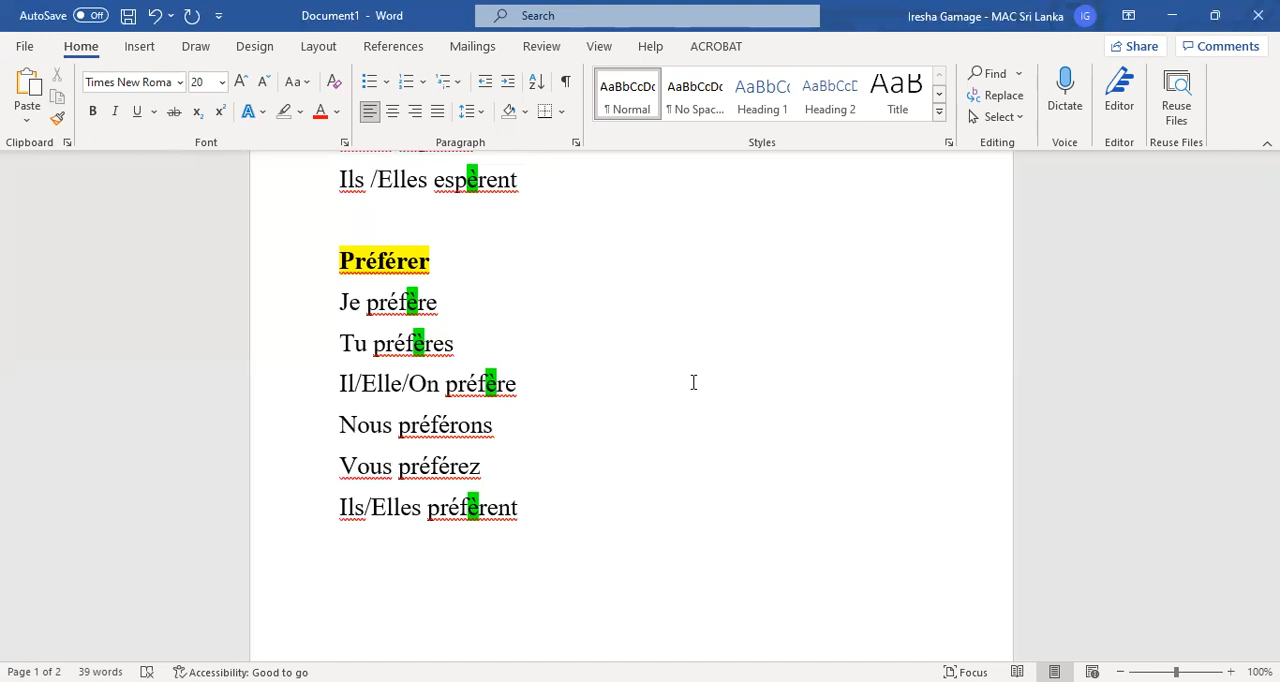 AutoSave Off Document1 - Word Search Iresha Gamage - MAC Sri Lanka IG
File Home Insert Draw Design Layout References Mailings Review View Help ACROBAT Share Comments
Times New Roma 20 AaBbCcDc AaBbCcDc AaBbCc AaBbCcD AaB Find
Paste ¶ Normal ¶ No Spac... Heading 1 Heading 2 Title Replace Dictate Editor Reuse Files
Select
Clipboard Font Paragraph Styles Editing Voice Editor Reuse Files
Ils /Elles espèrent
Préférer
Je préfère
Tu préfères
Il/Elle/On préfère
Nous préférons
Vous préférez
Ils/Elles préfèrent
Page 1 of 2 39 words Accessibility: Good to go Focus 100%